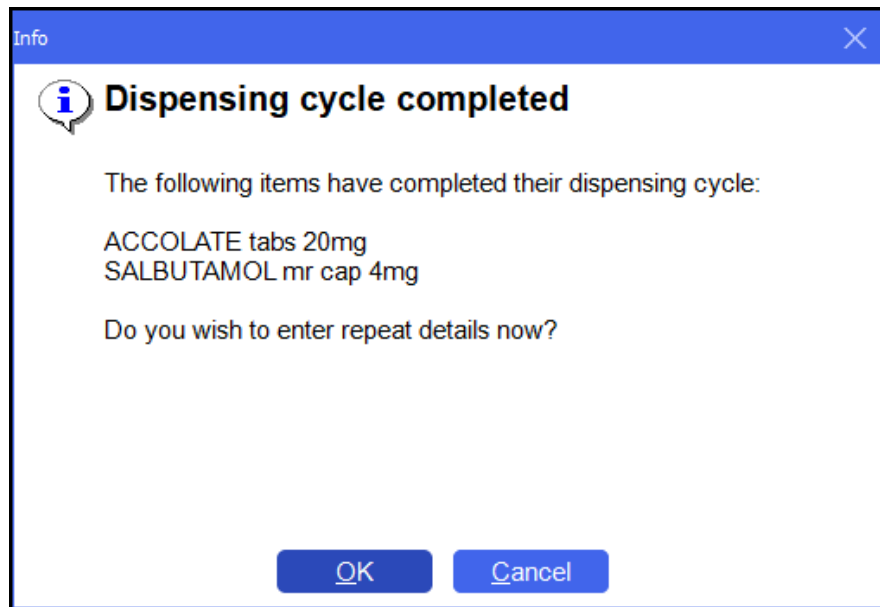 Info
Dispensing cycle completed
The following items have completed their dispensing cycle:
ACCOLATE tabs 20mg
SALBUTAMOL mr cap 4mg
Do you wish to enter repeat details now?
OK
Cancel